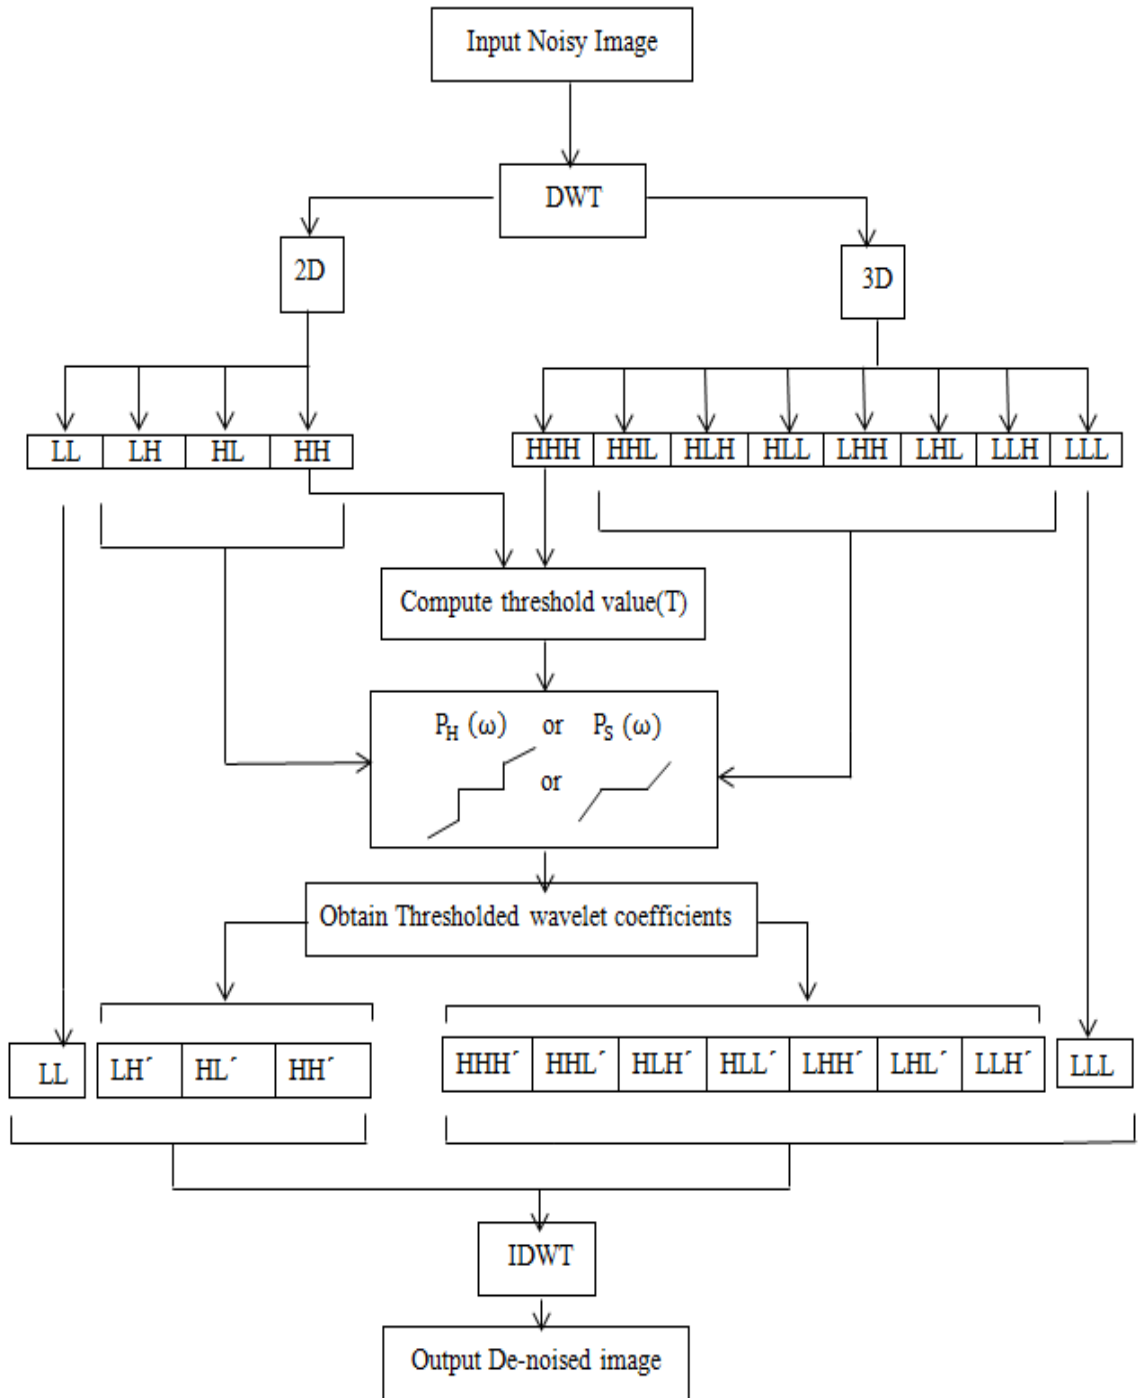 Input Noisy Image
DWT
2D
3D
LL LH HL HH
HHH HHL HLH HLL LHH LHL LLH LLL
Compute threshold value(T)
P_H (ω) or P_S (ω)
or
Obtain Thresholded wavelet coefficients
LL LH´ HL´ HH´
HHH´ HHL´ HLH´ HLL´ LHH´ LHL´ LLH´ LLL
IDWT
Output De-noised image